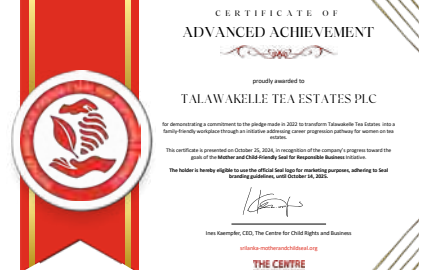 CERTIFICATE OF
ADVANCED ACHIEVEMENT
proudly awarded to
TALAWAKELLE TEA ESTATES PLC
for demonstrating a commitment to the pledge made in 2022 to transform Talawakelle Tea Estates into a
family-friendly workplace through an initiative addressing career progression pathway for women on tea
estates.
This certificate is presented on October 25, 2024, in recognition of the company's progress toward the
goals of the Mother and Child-Friendly Seal for Responsible Business Initiative.
The holder is hereby eligible to use the official Seal logo for marketing purposes, adhering to Seal
branding guidelines, until October 14, 2025.
Ines Kaempfer, CEO, The Centre for Child Rights and Business
srilanka-motherandchildseal.org
THE CENTRE